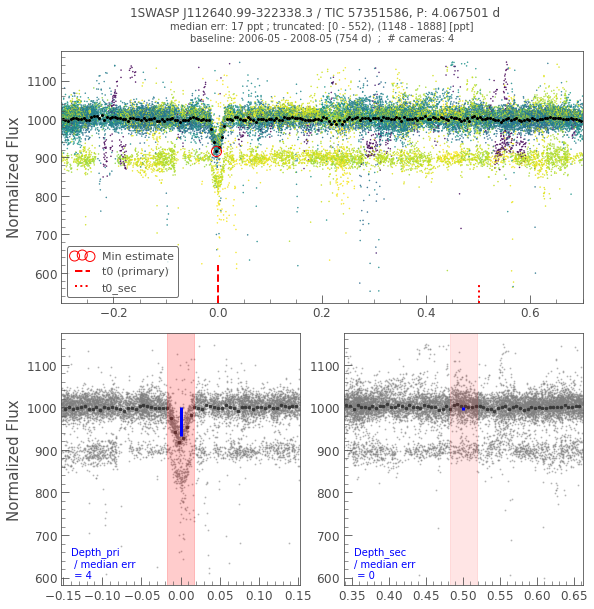 1SWASP J112640.99-322338.3 / TIC 57351586, P: 4.067501 d
median err: 17 ppt ; truncated: [0 - 552), (1148 - 1888] [ppt]
baseline: 2006-05 - 2008-05 (754 d)  ;  # cameras: 4
Normalized Flux
1100
1000
900
800
700
600
Min estimate
t0 (primary)
t0_sec
−0.2 0.0 0.2 0.4 0.6
Normalized Flux
1100
1000
900
800
700
600
Depth_pri
/ median err
= 4
−0.15 −0.10 −0.05 0.00 0.05 0.10 0.15
1100
1000
900
800
700
600
Depth_sec
/ median err
= 0
0.35 0.40 0.45 0.50 0.55 0.60 0.65